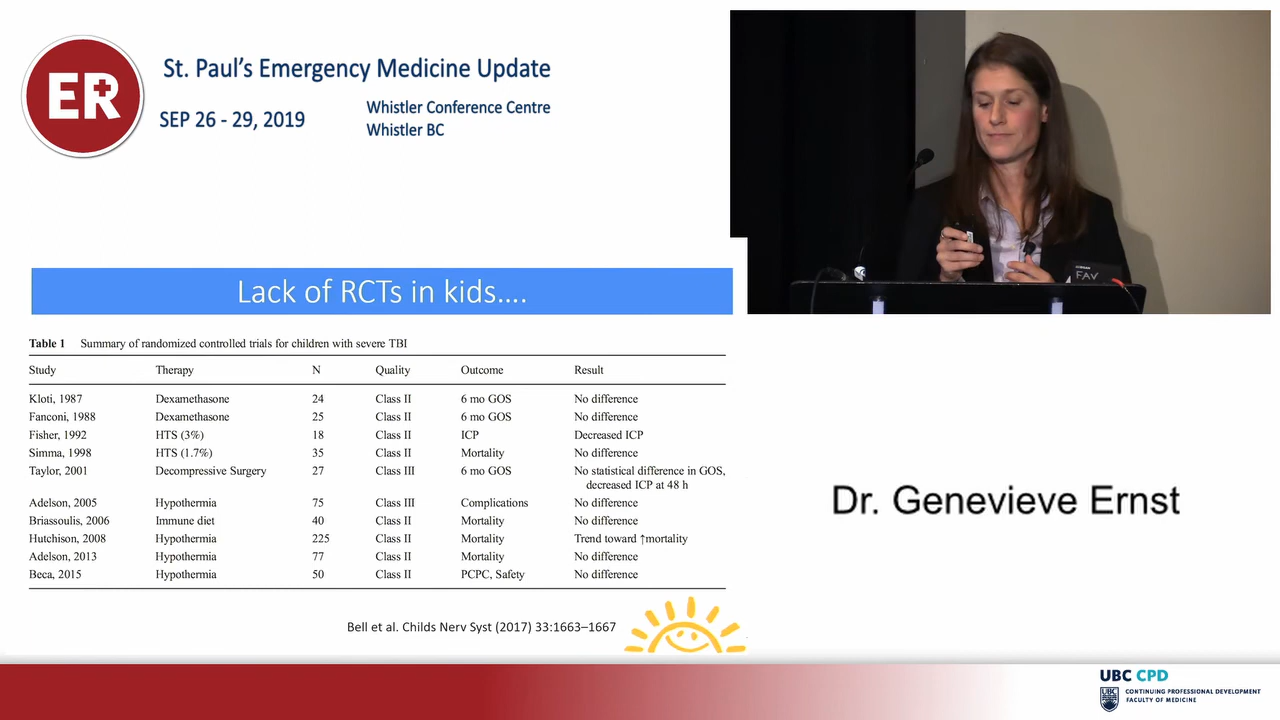 ER
St. Paul's Emergency Medicine Update
SEP 26 - 29, 2019
Whistler Conference Centre
Whistler BC
Lack of RCTs in kids....
Table 1 Summary of randomized controlled trials for children with severe TBI
Study Therapy N Quality Outcome Result
Kloti, 1987 Dexamethasone 24 Class II 6 mo GOS No difference
Fanconi, 1988 Dexamethasone 25 Class II 6 mo GOS No difference
Fisher, 1992 HTS (3%) 18 Class II ICP Decreased ICP
Simma, 1998 HTS (1.7%) 35 Class II Mortality No difference
Taylor, 2001 Decompressive Surgery 27 Class III 6 mo GOS No statistical difference in GOS,
decreased ICP at 48 h
Adelson, 2005 Hypothermia 75 Class III Complications No difference
Briassoulis, 2006 Immune diet 40 Class II Mortality No difference
Hutchison, 2008 Hypothermia 225 Class II Mortality Trend toward ↑mortality
Adelson, 2013 Hypothermia 77 Class II Mortality No difference
Beca, 2015 Hypothermia 50 Class II PCPC, Safety No difference
Bell et al. Childs Nerv Syst (2017) 33:1663–1667
FAV
Dr. Genevieve Ernst
UBC CPD
CONTINUING PROFESSIONAL DEVELOPMENT
FACULTY OF MEDICINE